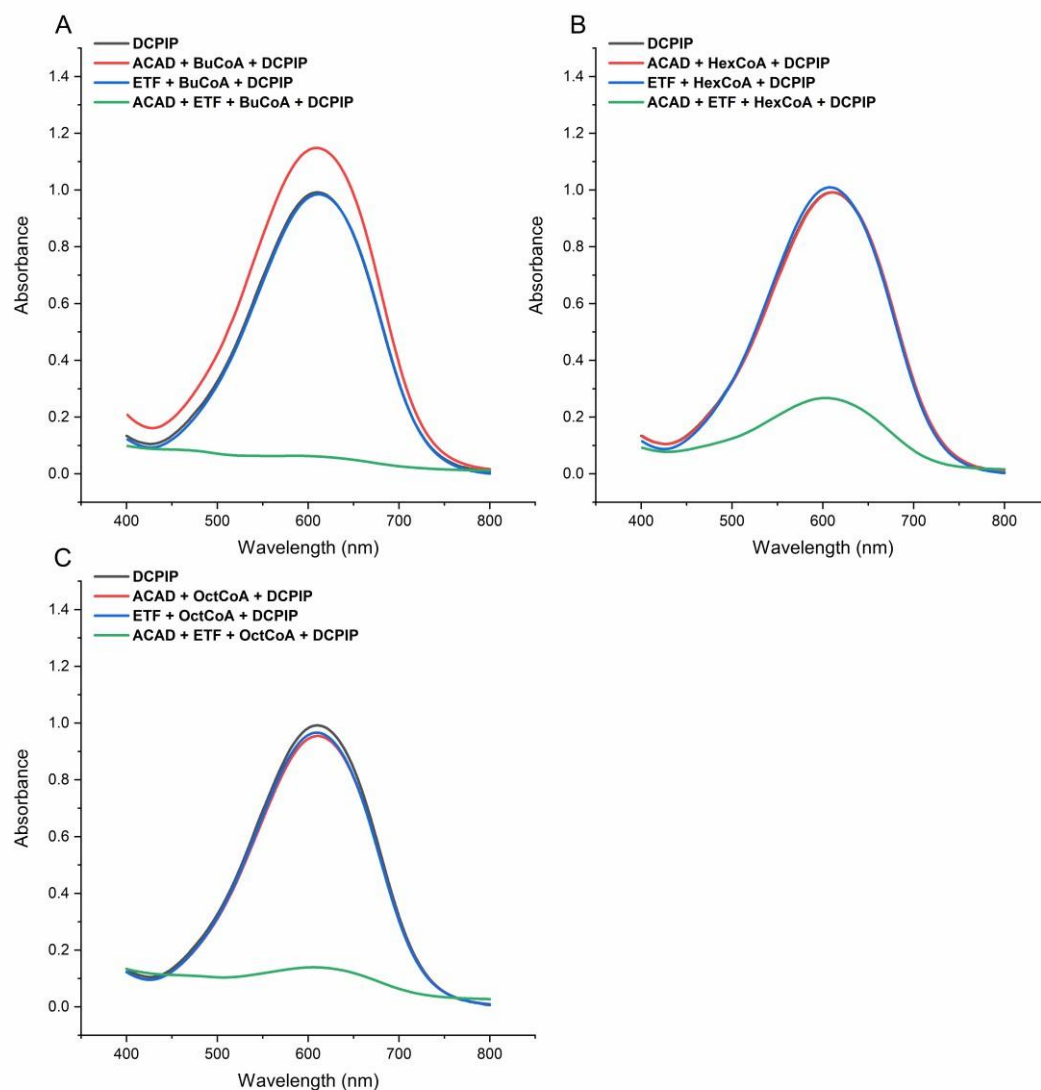 A
DCPIP
ACAD + BuCoA + DCPIP
ETF + BuCoA + DCPIP
ACAD + ETF + BuCoA + DCPIP
1.4
1.2
1.0
0.8
0.6
0.4
0.2
0.0
Absorbance
400
500
600
700
800
Wavelength (nm)
B
DCPIP
ACAD + HexCoA + DCPIP
ETF + HexCoA + DCPIP
ACAD + ETF + HexCoA + DCPIP
1.4
1.2
1.0
0.8
0.6
0.4
0.2
0.0
Absorbance
400
500
600
700
800
Wavelength (nm)
C
DCPIP
ACAD + OctCoA + DCPIP
ETF + OctCoA + DCPIP
ACAD + ETF + OctCoA + DCPIP
1.4
1.2
1.0
0.8
0.6
0.4
0.2
0.0
Absorbance
400
500
600
700
800
Wavelength (nm)